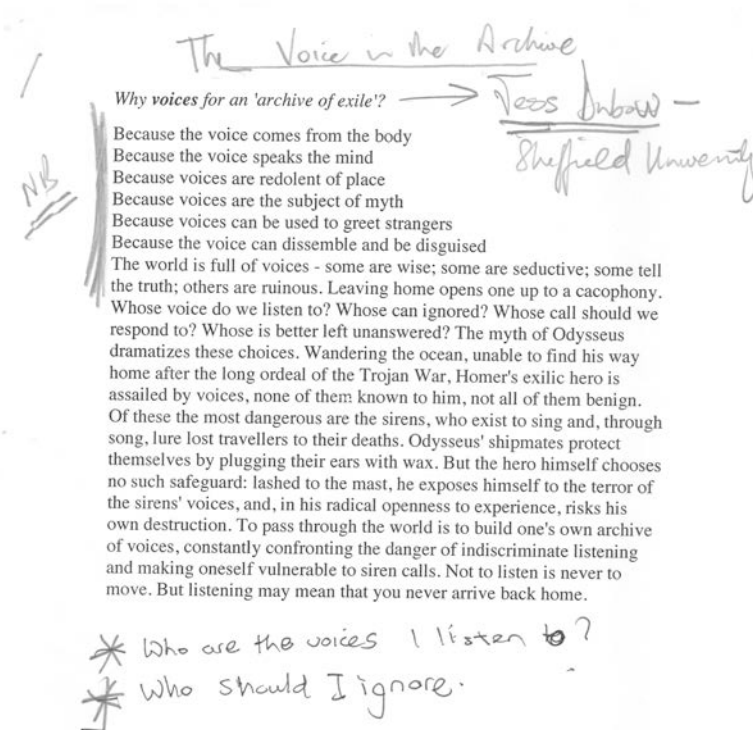 The Voice in the Archive
Why voices for an 'archive of exile'?
Jess Dubow —
Sheffield University
NB
Because the voice comes from the body
Because the voice speaks the mind
Because voices are redolent of place
Because voices are the subject of myth
Because voices can be used to greet strangers
Because the voice can dissemble and be disguised
The world is full of voices - some are wise; some are seductive; some tell
the truth; others are ruinous. Leaving home opens one up to a cacophony.
Whose voice do we listen to? Whose can ignored? Whose call should we
respond to? Whose is better left unanswered? The myth of Odysseus
dramatizes these choices. Wandering the ocean, unable to find his way
home after the long ordeal of the Trojan War, Homer's exilic hero is
assailed by voices, none of them known to him, not all of them benign.
Of these the most dangerous are the sirens, who exist to sing and, through
song, lure lost travellers to their deaths. Odysseus' shipmates protect
themselves by plugging their ears with wax. But the hero himself chooses
no such safeguard: lashed to the mast, he exposes himself to the terror of
the sirens' voices, and, in his radical openness to experience, risks his
own destruction. To pass through the world is to build one's own archive
of voices, constantly confronting the danger of indiscriminate listening
and making oneself vulnerable to siren calls. Not to listen is never to
move. But listening may mean that you never arrive back home.
* Who are the voices I listen to?
* Who should I ignore.